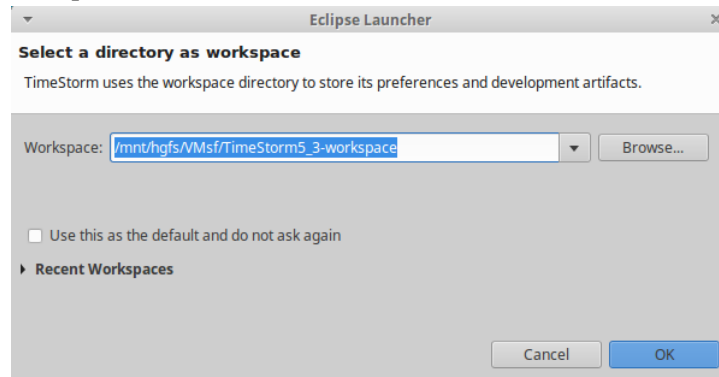 Eclipse Launcher
Select a directory as workspace
TimeStorm uses the workspace directory to store its preferences and development artifacts.
Workspace: /mnt/hgfs/VMsf/TimeStorm5_3-workspace Browse...
Use this as the default and do not ask again
Recent Workspaces
Cancel OK